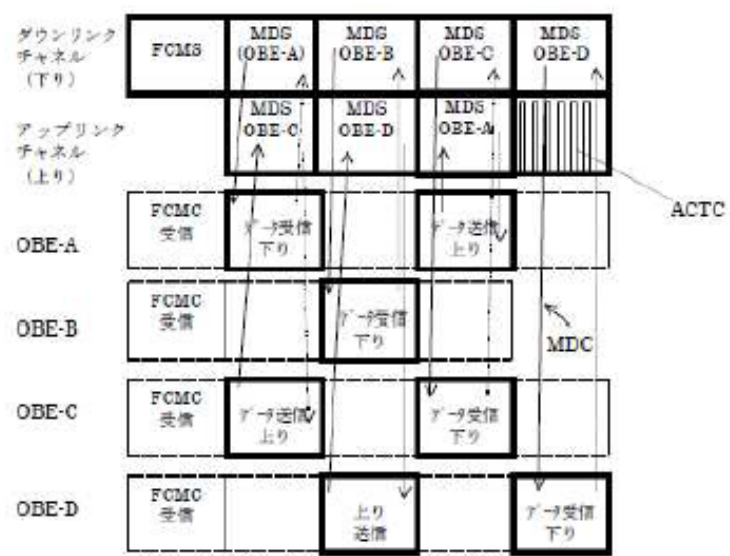 ダウンリンク
チャネル
(下り)
FCMS
MDS
(OBE-A)
MDS
OBE-B
MDS
OBE-C
MDS
OBE-D
アップリンク
チャネル
(上り)
MDS
OBE-C
MDS
OBE-D
MDS
OBE-A
ACTC
OBE-A
FCMC
受信
データ受信
下り
データ送信
上り
OBE-B
FCMC
受信
データ受信
下り
MDC
OBE-C
FCMC
受信
データ送信
上り
データ受信
下り
OBE-D
FCMC
受信
上り
送信
データ受信
下り